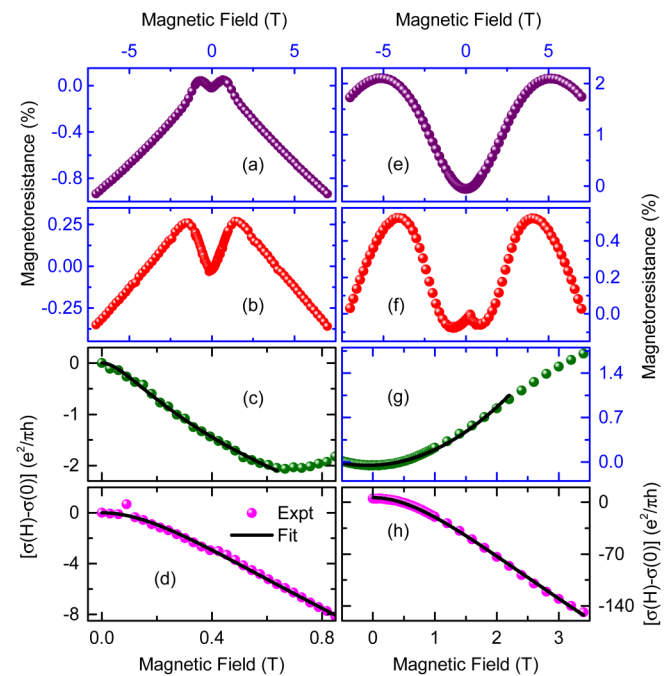 Magnetic Field (T)
Magnetic Field (T)
-5 0 5
-5 0 5
Magnetoresistance (%)
0.0
-0.4
-0.8
(a)
(e)
2
1
0
0.25
0.00
-0.25
(b)
(f)
0.4
0.2
0.0
Magnetoresistance (%)
[σ(H)-σ(0)] (e²/πh)
0
-1
-2
(c)
(g)
1.4
0.7
0.0
0
-4
-8
Expt
Fit
(d)
(h)
0
-70
-140
[σ(H)-σ(0)] (e²/πh)
0.0 0.4 0.8
0 1 2 3
Magnetic Field (T)
Magnetic Field (T)